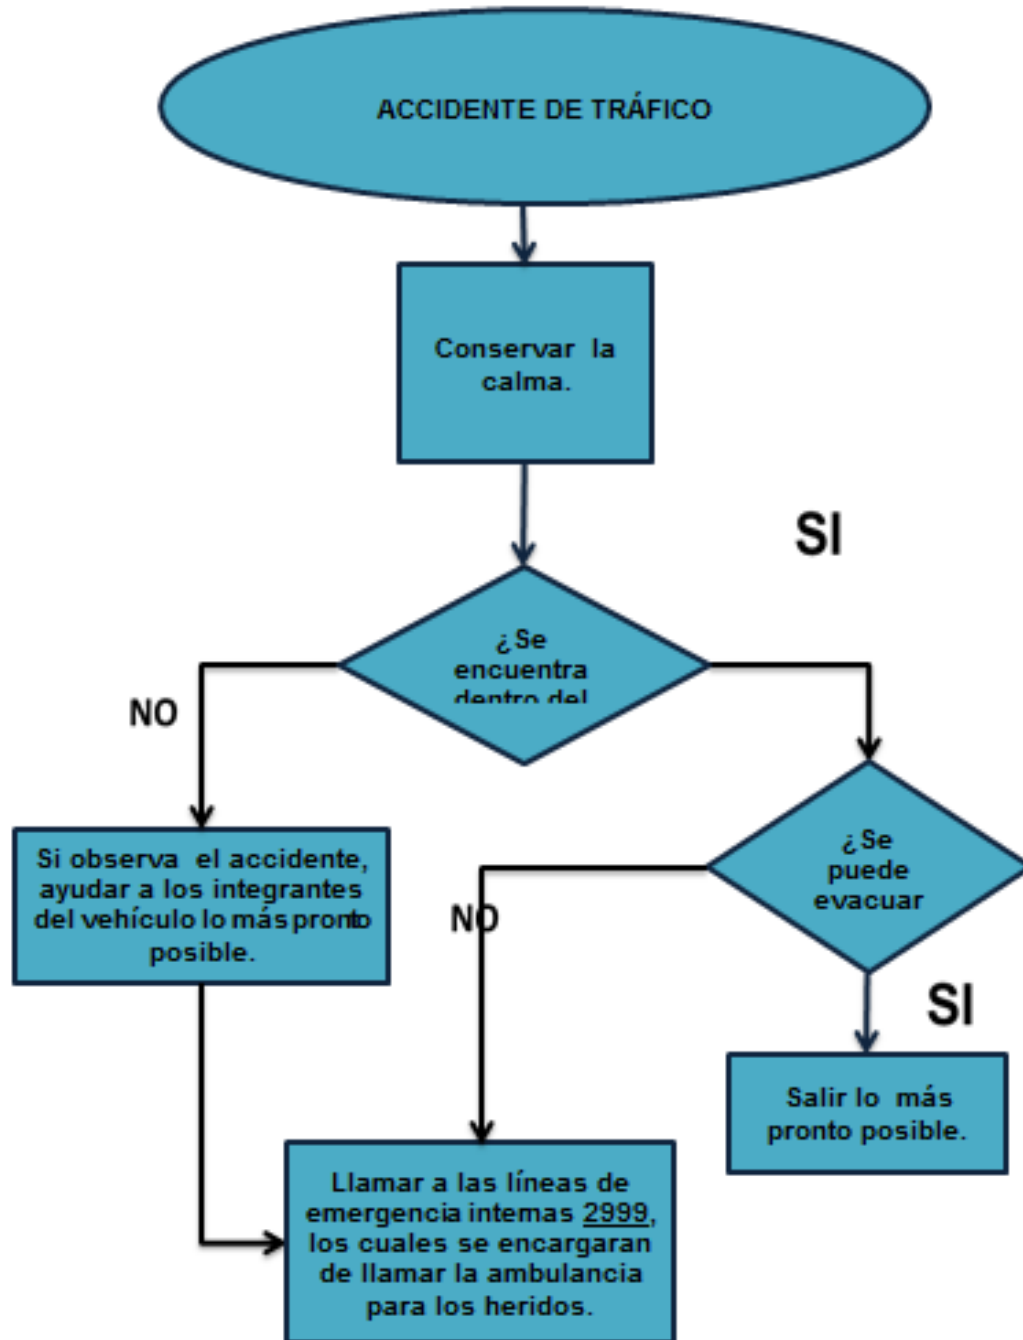 ACCIDENTE DE TRÁFICO
Conservar la
calma.
SI
¿Se
encuentra
dentro del
NO
¿Se
puede
evacuar
Si observa el accidente,
ayudar a los integrantes
del vehículo lo más pronto
posible.
NO
SI
Salir lo más
pronto posible.
Llamar a las líneas de
emergencia internas 2999,
los cuales se encargaran
de llamar la ambulancia
para los heridos.